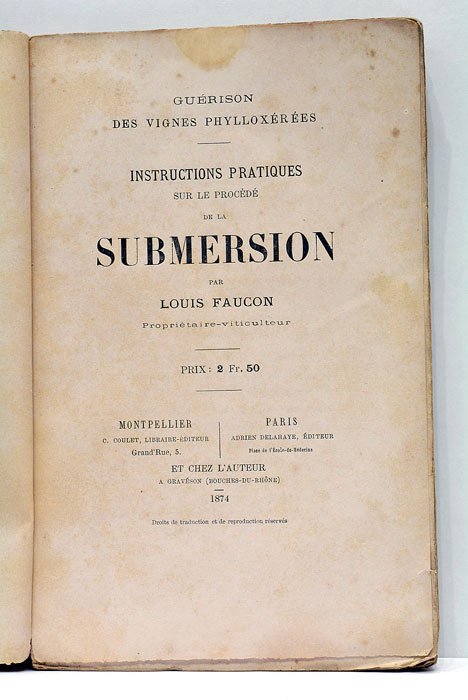 GUÉRISON
DES VIGNES PHYLLOXÉRÉES
INSTRUCTIONS PRATIQUES
SUR LE PROCÉDÉ
DE LA
SUBMERSION
PAR
LOUIS FAUCON
Propriétaire-viticulteur
PRIX : 2 Fr. 50
MONTPELLIER
C. COULET, LIBRAIRE-ÉDITEUR
Grand'Rue, 5.
PARIS
ADRIEN DELAHAYE, ÉDITEUR
Place de l'École-de-Médecine
ET CHEZ L'AUTEUR
A GRAVÉSON (BOUCHES-DU-RHÔNE)
1874
Droits de traduction et de reproduction réservés